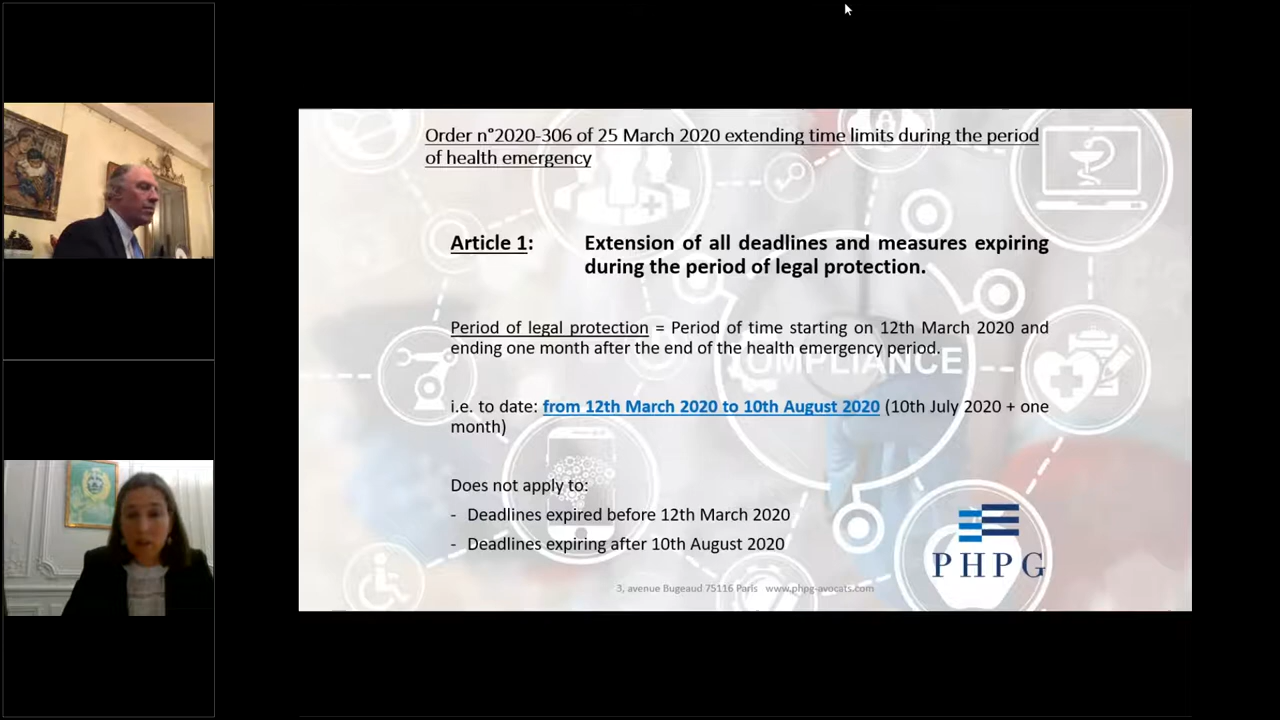 Order n°2020-306 of 25 March 2020 extending time limits during the period
of health emergency
Article 1: Extension of all deadlines and measures expiring
during the period of legal protection.
Period of legal protection = Period of time starting on 12th March 2020 and
ending one month after the end of the health emergency period.
OMPLIANCE
i.e. to date: from 12th March 2020 to 10th August 2020 (10th July 2020 + one
month)
Does not apply to:
- Deadlines expired before 12th March 2020
- Deadlines expiring after 10th August 2020
PHPG
3, avenue Bugeaud 75116 Paris www.phpg-avocats.com